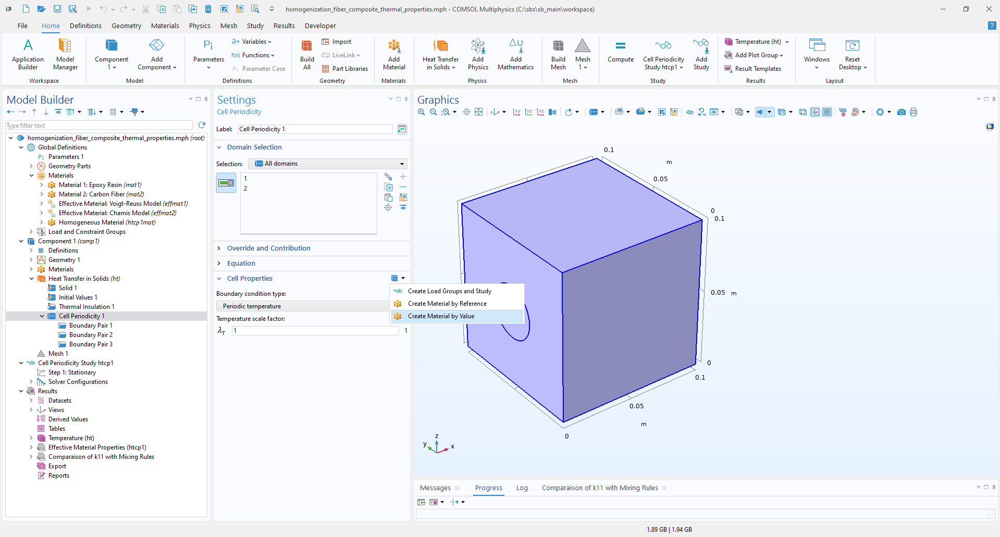 homogenization_fiber_composite_thermal_properties.mph - COMSOL Multiphysics (C:\sbs\sb_main\workspace)
File Home Definitions Geometry Materials Physics Mesh Study Results Developer
Application Builder
Model Manager
Workspace
Component 1
Add Component
Model
Parameters
a= Variables
f(x) Functions
Pi Parameter Case
Definitions
Build All
Import
LiveLink
Part Libraries
Geometry
Add Material
Materials
Heat Transfer in Solids
Add Physics
Add Mathematics
Physics
Build Mesh
Mesh 1
Mesh
Compute
Cell Periodicity Study htcp1
Add Study
Study
Temperature (ht)
Add Plot Group
Result Templates
Results
Windows
Reset Desktop
Layout
Model Builder
Type filter text
homogenization_fiber_composite_thermal_properties.mph (root)
Global Definitions
Pi Parameters 1
Geometry Parts
Materials
Material 1: Epoxy Resin (mat1)
Material 2: Carbon Fiber (mat2)
Effective Material: Voigt-Reuss Model (effmat1)
Effective Material: Chamis Model (effmat2)
Homogeneous Material (htcp1mat)
Load and Constraint Groups
Component 1 (comp1)
Definitions
Geometry 1
Materials
Heat Transfer in Solids (ht)
Solid 1
Initial Values 1
Thermal Insulation 1
Cell Periodicity 1
Boundary Pair 1
Boundary Pair 2
Boundary Pair 3
Mesh 1
Cell Periodicity Study htcp1
Step 1: Stationary
Solver Configurations
Results
Datasets
Views
8.85 e-12 Derived Values
Tables
Temperature (ht)
Effective Material Properties (htcp1)
Comparaison of k11 with Mixing Rules
Export
Reports
Settings
Cell Periodicity
Label: Cell Periodicity 1
Domain Selection
Selection: All domains
1
2
Override and Contribution
Equation
Cell Properties
Boundary condition type:
Periodic temperature
Temperature scale factor:
λT 1 1
Create Load Groups and Study
Create Material by Reference
Create Material by Value
Graphics
xy yz xz
0.1
m
0.05
0
0.1
0.05 m
0
0.1
0.05
m
0
z
y x
Messages Progress Log Comparaison of k11 with Mixing Rules
1.89 GB | 1.94 GB